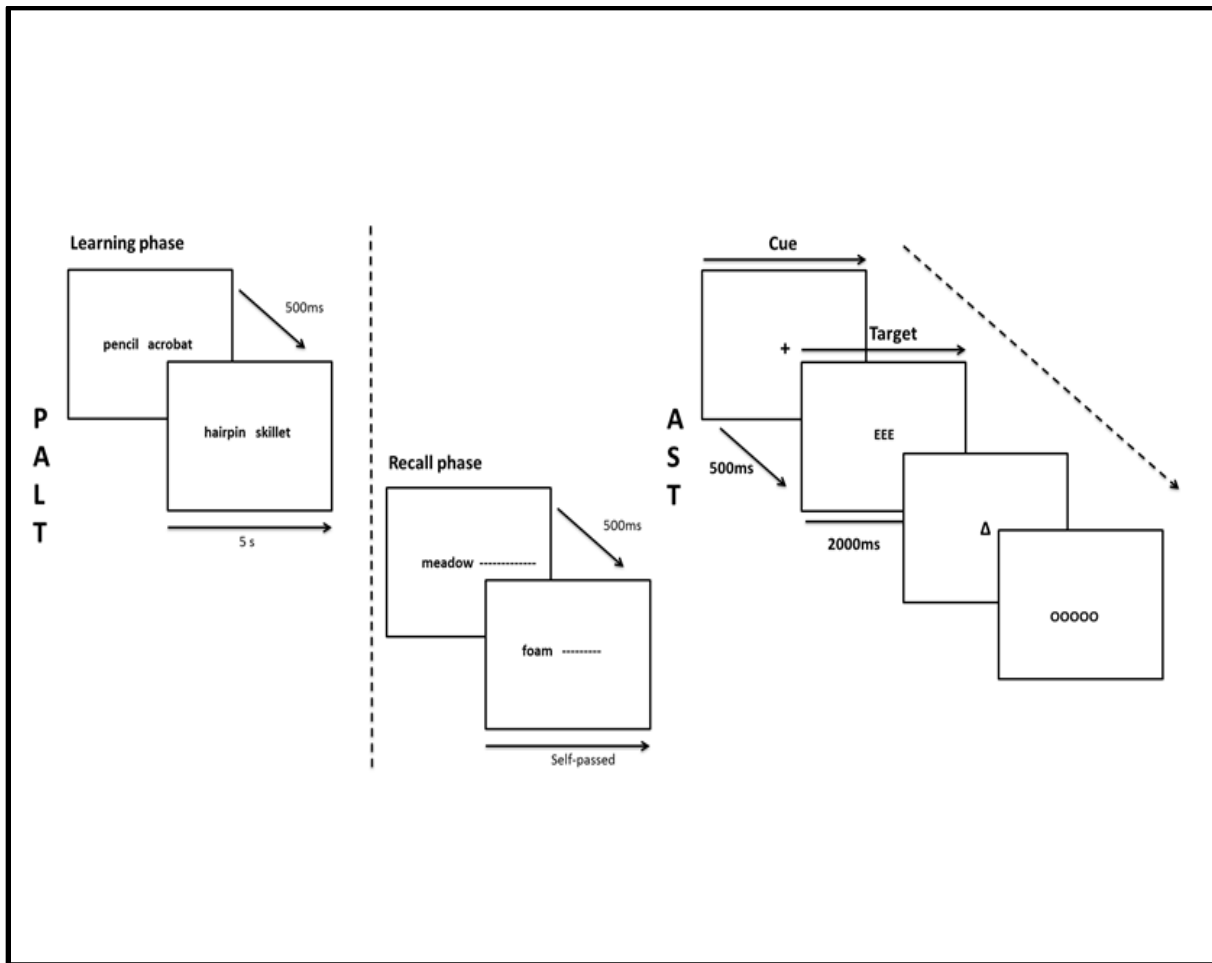 Learning phase
500ms
pencil acrobat
hairpin skillet
5 s
P
A
L
T
Recall phase
500ms
meadow -------------
foam ---------
Self-passed
Cue
+
Target
EEE
A
S
T
500ms
2000ms
Δ
OOOOO